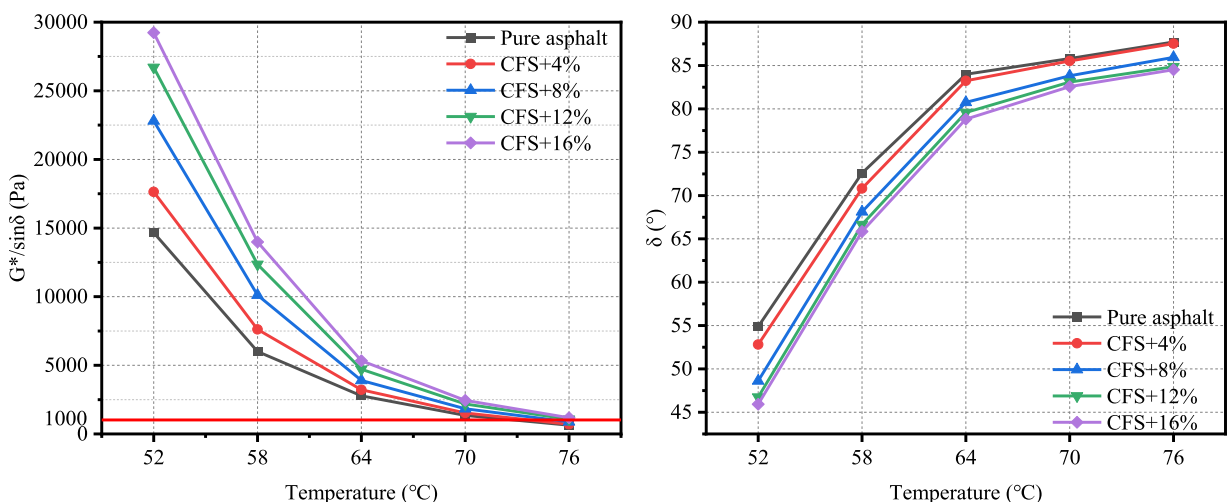 30000
25000
20000
15000
10000
5000
1000
0
G*/sinδ (Pa)
Pure asphalt
CFS+4%
CFS+8%
CFS+12%
CFS+16%
52 58 64 70 76
Temperature (°C)
90
85
80
75
70
65
60
55
50
45
δ (°)
Pure asphalt
CFS+4%
CFS+8%
CFS+12%
CFS+16%
52 58 64 70 76
Temperature (°C)